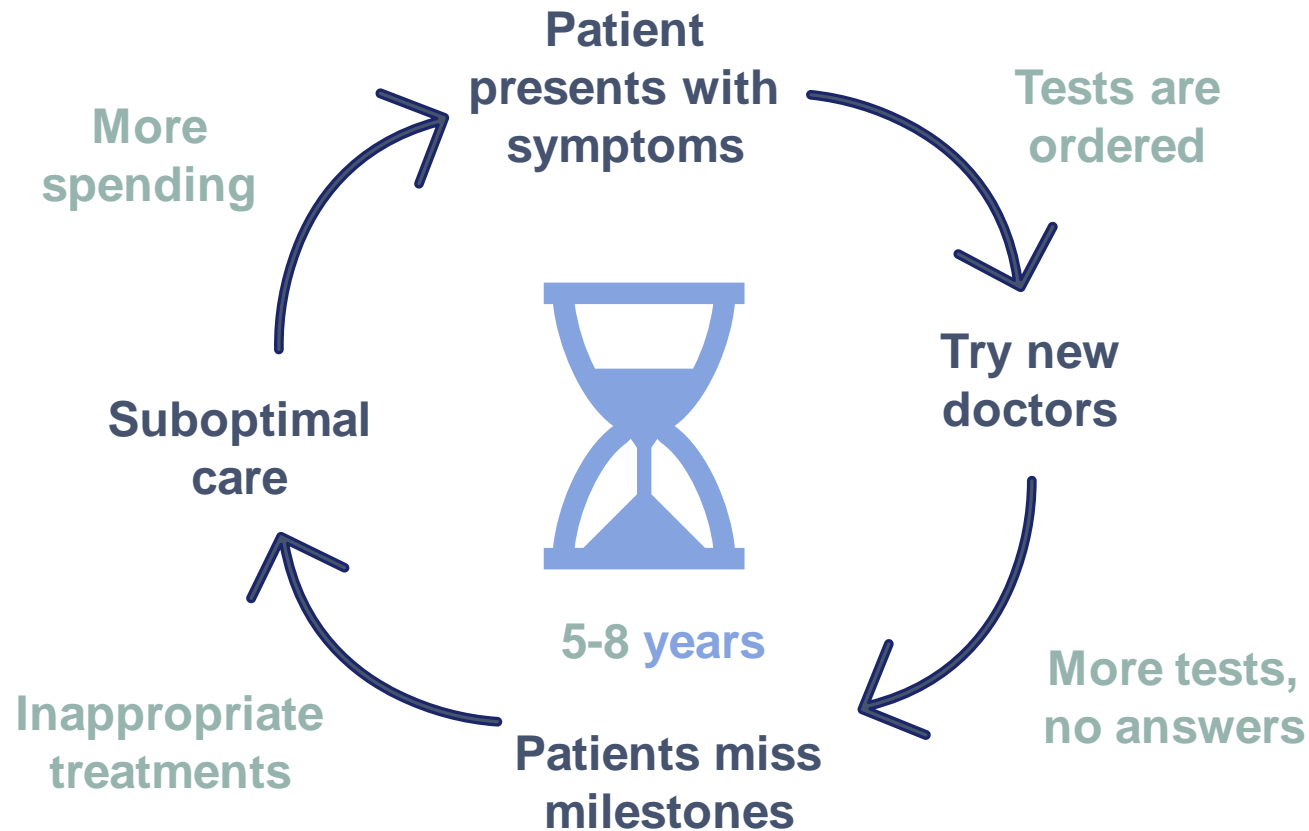 Patient
presents with
symptoms
Tests are
ordered
Try new
doctors
More tests,
no answers
Patients miss
milestones
Inappropriate
treatments
Suboptimal
care
More
spending
5-8 years